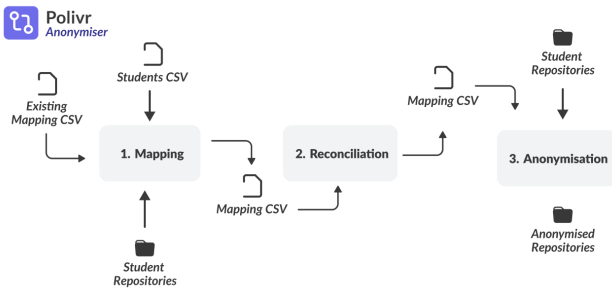 Polivr
Anonymiser
Students CSV
Existing
Mapping CSV
1. Mapping
Student
Repositories
Mapping CSV
2. Reconciliation
Mapping CSV
Student
Repositories
3. Anonymisation
Anonymised
Repositories